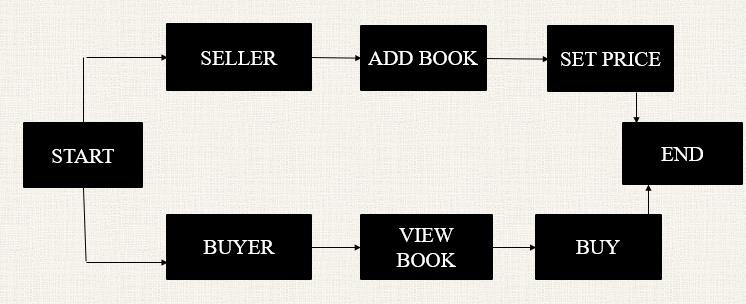 SELLER
ADD BOOK
SET PRICE
START
END
BUYER
VIEW
BOOK
BUY